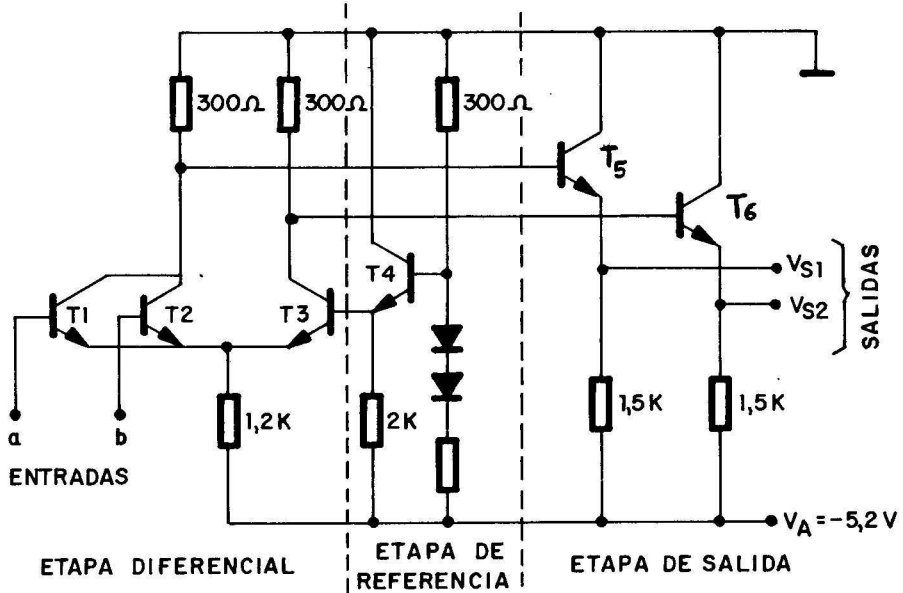 300Ω
300Ω
300Ω
T5
T6
T4
T1
T2
T3
VS1
VS2
SALIDAS
a
b
1,2K
2K
1,5K
1,5K
ENTRADAS
VA = -5,2 V
ETAPA DIFERENCIAL
ETAPA DE
REFERENCIA
ETAPA DE SALIDA